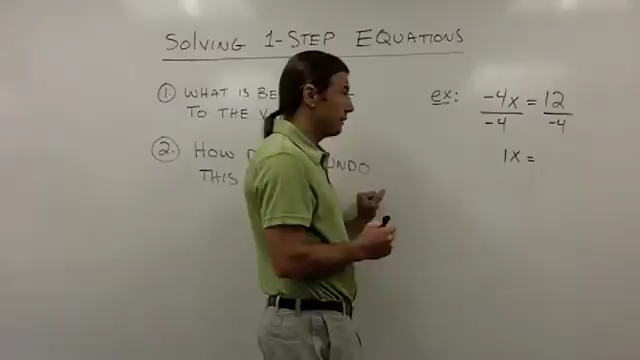 SOLVING 1-STEP EQUATIONS
1. WHAT IS
TO THE
2. HOW UNDO
THIS
ex: -4x = 12
-4 -4
1x =